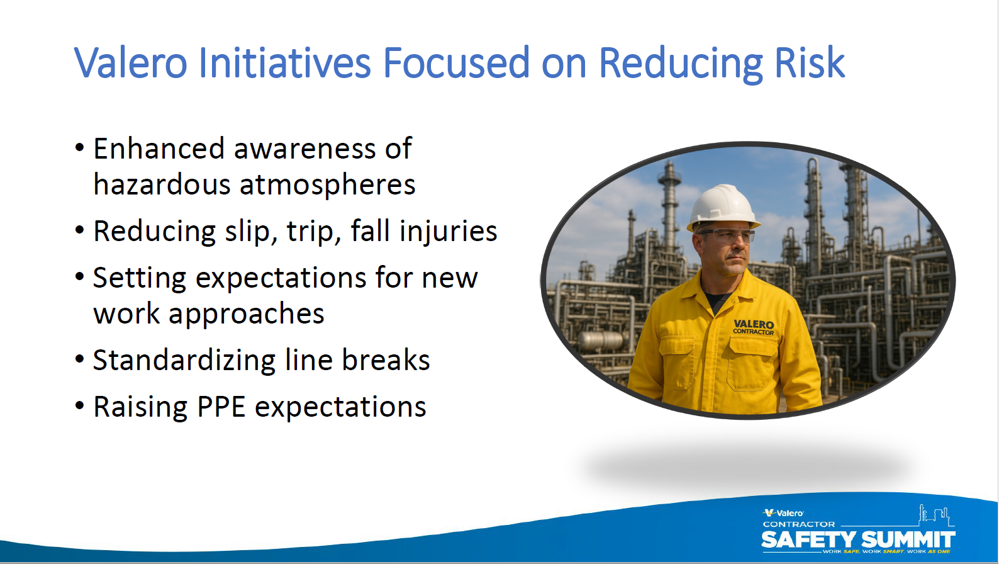 Valero Initiatives Focused on Reducing Risk
• Enhanced awareness of
hazardous atmospheres
• Reducing slip, trip, fall injuries
• Setting expectations for new
work approaches
• Standardizing line breaks
• Raising PPE expectations
VALERO
CONTRACTOR
Valero
CONTRACTOR
SAFETY SUMMIT
WORK SAFE. WORK SMART. WORK AS ONE